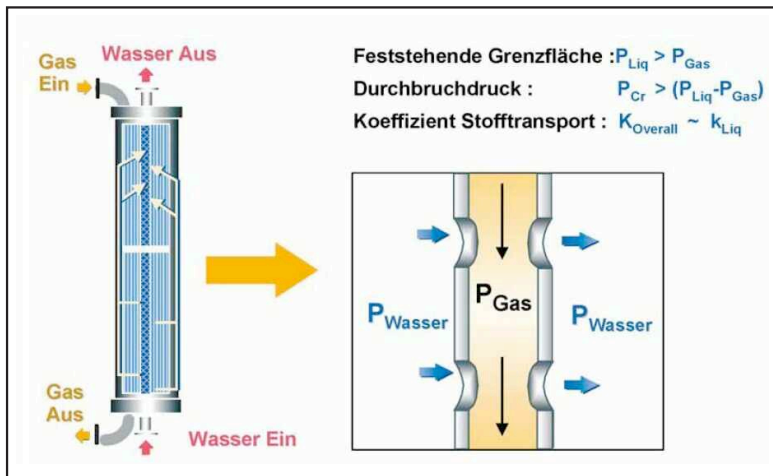 Wasser Aus
Gas
Ein
Feststehende Grenzfläche : P_Liq > P_Gas
Durchbruchdruck : P_Cr > (P_Liq-P_Gas)
Koeffizient Stofftransport : K_Overall ~ k_Liq
P_Gas
P_Wasser
P_Wasser
Gas
Aus
Wasser Ein